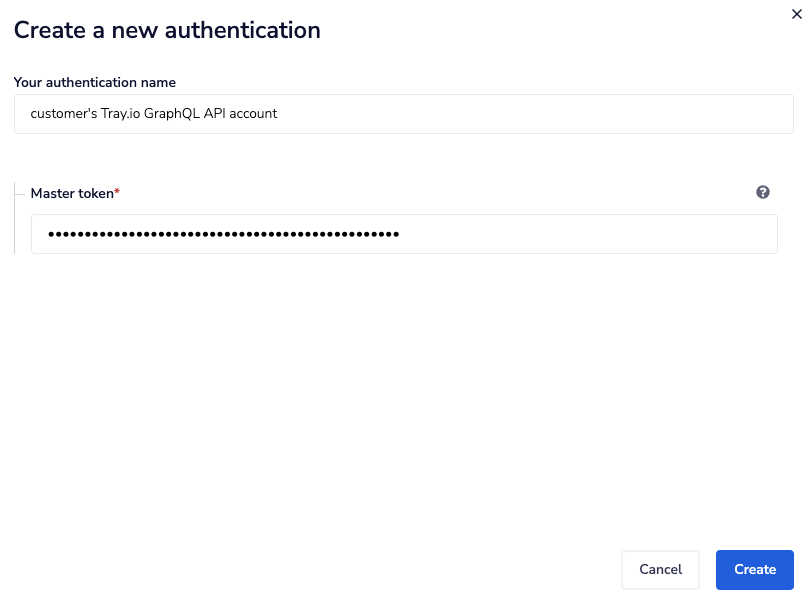 Create a new authentication
Your authentication name
customer's Tray.io GraphQL API account
Master token*
••••••••••••••••••••••••••••••••••••••••••••••••
Cancel
Create